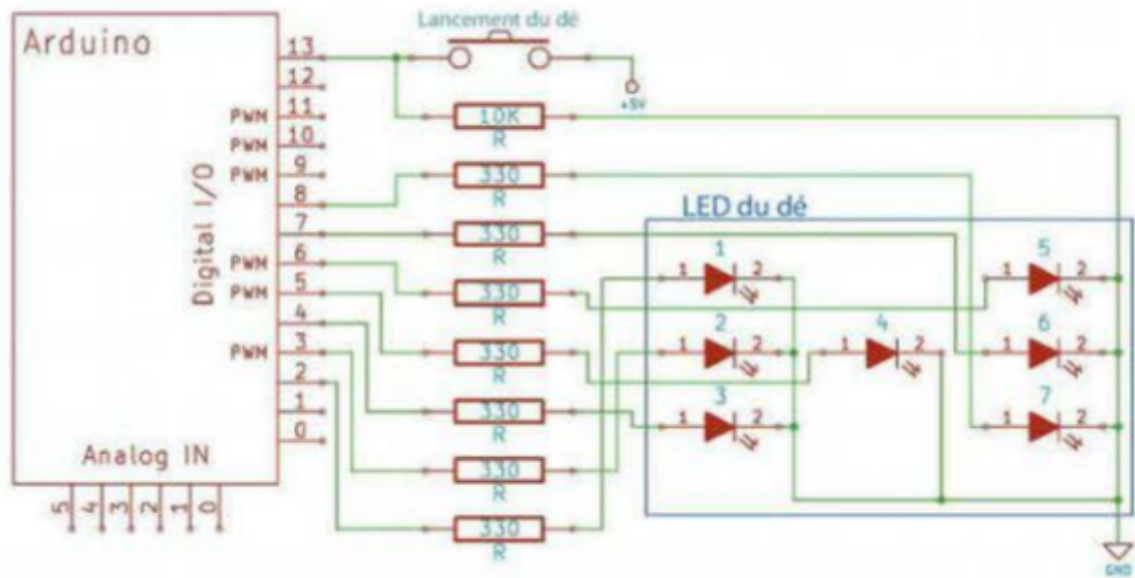 Lancement du dé
Arduino
13
12
+5V
PWM 11
10K
R
PWM 10
PWM 9
330
R
8
LED du dé
7
330
R
Digital I/O
PWM 6
330
R
PWM 5
4
330
R
PWM 3
2
330
R
1
0
330
R
330
R
1
1 2
5
1 2
2
1 2
4
1 2
6
1 2
3
1 2
7
1 2
Analog IN
5 4 3 2 1 0
GND